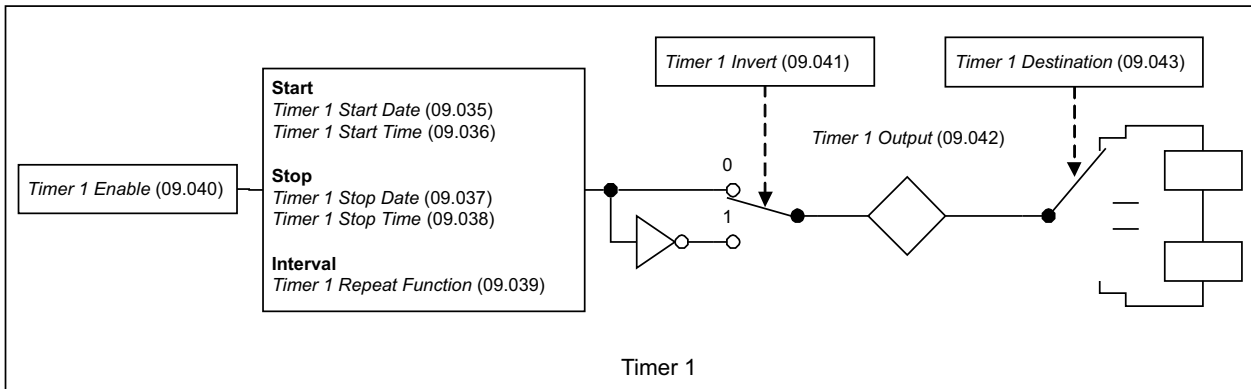 Timer 1 Invert (09.041)
Timer 1 Destination (09.043)
Start
Timer 1 Start Date (09.035)
Timer 1 Start Time (09.036)
Timer 1 Output (09.042)
0
Timer 1 Enable (09.040)
Stop
Timer 1 Stop Date (09.037)
Timer 1 Stop Time (09.038)
1
Interval
Timer 1 Repeat Function (09.039)
Timer 1